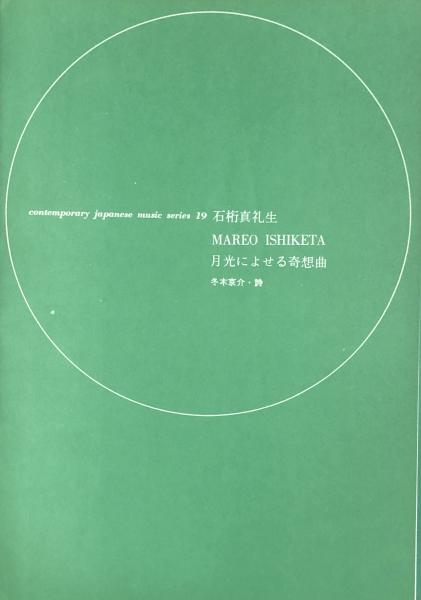 contemporary japanese music series 19 石桁真礼生
MAREO ISHIKETA
月光によせる奇想曲
冬木京介・詩